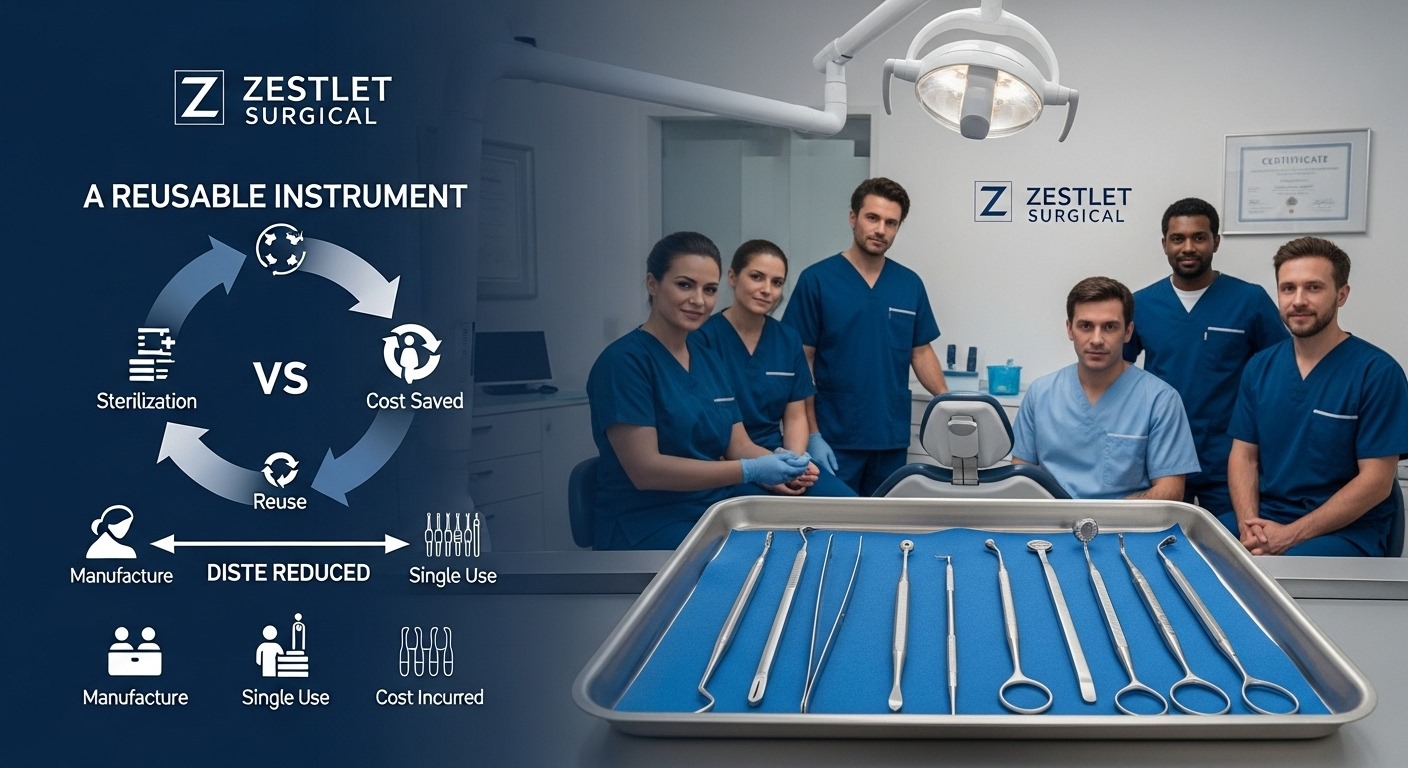 Z ZESTLET
SURGICAL
A REUSABLE INSTRUMENT
Sterilization
VS
Cost Saved
Reuse
Manufacture
DISTE REDUCED
Single Use
Manufacture
Single Use
Cost Incurred
Z ZESTLET
SURGICAL